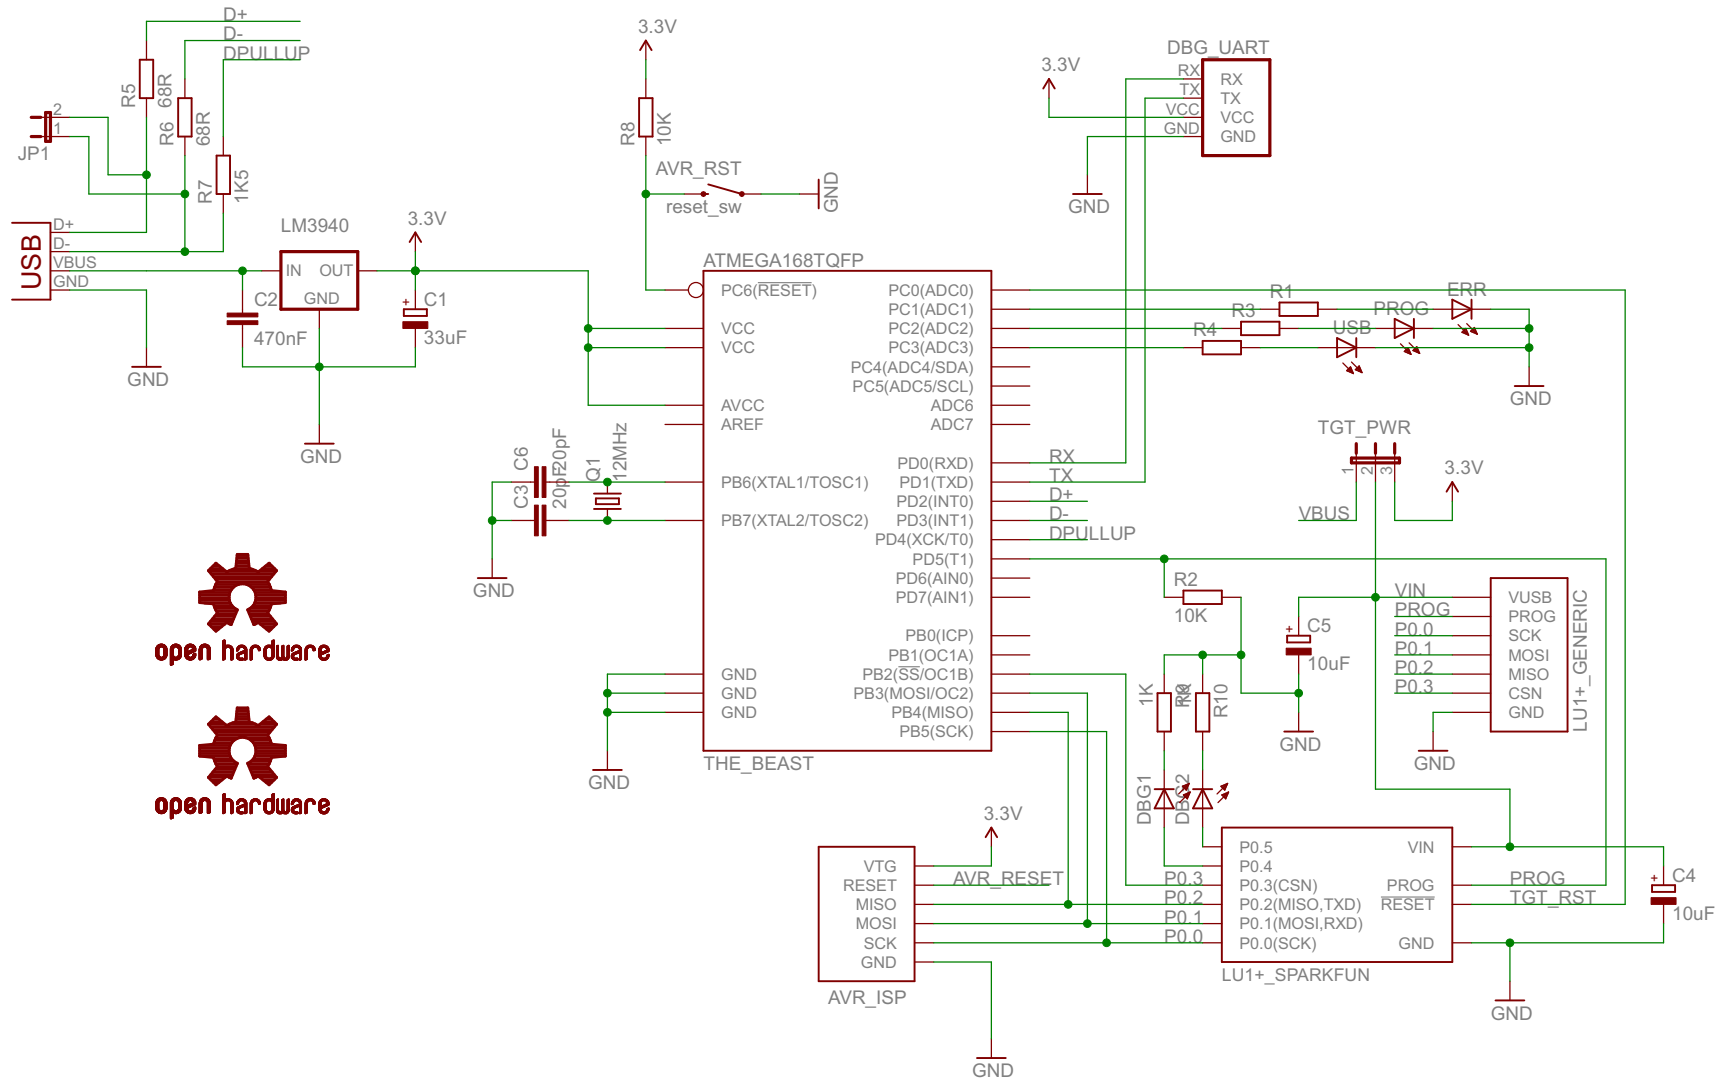 D+
D-
DPULLUP
R5
68R
R6
68R
R7
1K5
2
1
JP1
USB
D+
D-
VBUS
GND
GND
LM3940
IN
OUT
GND
3.3V
C2
470nF
C1
33uF
GND
3.3V
R8
10K
AVR_RST
reset_sw
GND
3.3V
DBG_UART
RX
TX
VCC
GND
RX
TX
VCC
GND
GND
ATMEGA168TQFP
PC6(RESET)
VCC
VCC
AVCC
AREF
PB6(XTAL1/TOSC1)
PB7(XTAL2/TOSC2)
GND
GND
GND
PC0(ADC0)
PC1(ADC1)
PC2(ADC2)
PC3(ADC3)
PC4(ADC4/SDA)
PC5(ADC5/SCL)
ADC6
ADC7
PD0(RXD)
PD1(TXD)
PD2(INT0)
PD3(INT1)
PD4(XCK/T0)
PD5(T1)
PD6(AIN0)
PD7(AIN1)
PB0(ICP)
PB1(OC1A)
PB2(SS/OC1B)
PB3(MOSI/OC2)
PB4(MISO)
PB5(SCK)
THE_BEAST
GND
C6
20pF
C3
20pF
Q1
12MHz
GND
R1
ERR
R3
PROG
R4
USB
GND
RX
TX
D+
D-
DPULLUP
TGT_PWR
1
2
3
3.3V
VBUS
R2
10K
C5
10uF
GND
VIN
PROG
P0.0
P0.1
P0.2
P0.3
VUSB
PROG
SCK
MOSI
MISO
CSN
GND
LU1+_GENERIC
GND
1K
R9
1K
R10
DBG1
DBG2
open hardware
open hardware
3.3V
VTG
RESET
MISO
MOSI
SCK
GND
AVR_ISP
AVR_RESET
GND
P0.3
P0.2
P0.1
P0.0
P0.5
P0.4
P0.3(CSN)
P0.2(MISO,TXD)
P0.1(MOSI,RXD)
P0.0(SCK)
VIN
PROG
RESET
GND
LU1+_SPARKFUN
PROG
TGT_RST
C4
10uF
GND